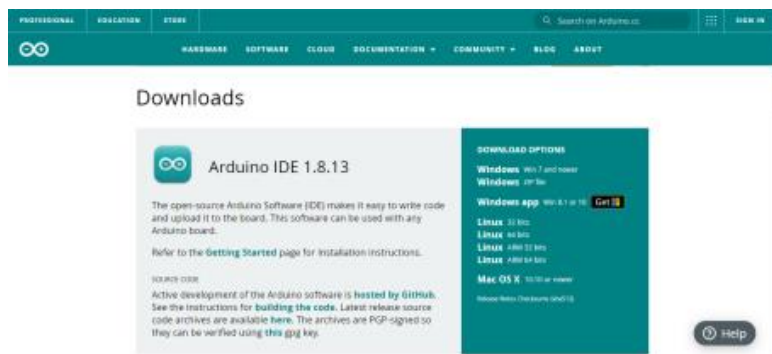 PROFESSIONAL EDUCATION STORE Search on Arduino.cc SIGN IN
HARDWARE SOFTWARE CLOUD DOCUMENTATION COMMUNITY BLOG ABOUT
Downloads
Arduino IDE 1.8.13
The open-source Arduino Software (IDE) makes it easy to write code
and upload it to the board. This software can be used with any
Arduino board.
Refer to the Getting Started page for installation instructions.
SOURCE CODE
Active development of the Arduino software is hosted by GitHub.
See the instructions for building the code. Latest release source
code archives are available here. The archives are PGP-signed so
they can be verified using this gpg key.
DOWNLOAD OPTIONS
Windows Win 7 and newer
Windows ZIP file
Windows app Win 8.1 or 10 Get
Linux 32 bits
Linux 64 bits
Linux ARM 32 bits
Linux ARM 64 bits
Mac OS X 10.10 or newer
Release Notes Checksums (sha512)
Help